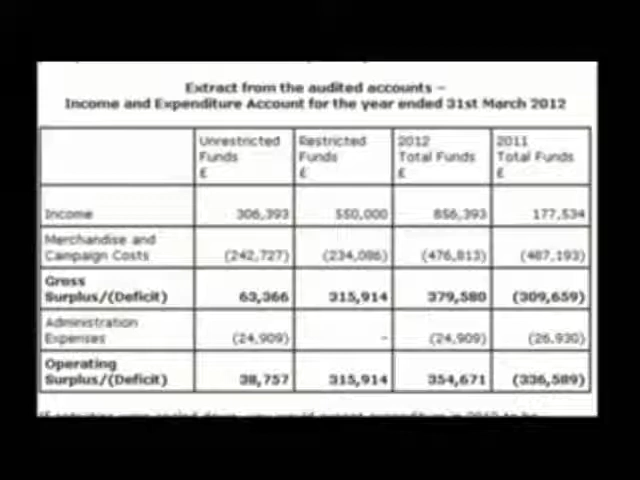 Extract from the audited accounts –
Income and Expenditure Account for the year ended 31st March 2012
Unrestricted Funds £ Restricted Funds £ 2012 Total Funds £ 2011 Total Funds £
Income 306,393 550,000 856,393 177,534
Merchandise and Campaign Costs (242,727) (234,086) (476,813) (487,193)
Gross Surplus/(Deficit) 63,366 315,914 379,580 (309,659)
Administration Expenses (24,909) - (24,909) (26,930)
Operating Surplus/(Deficit) 38,757 315,914 354,671 (336,589)